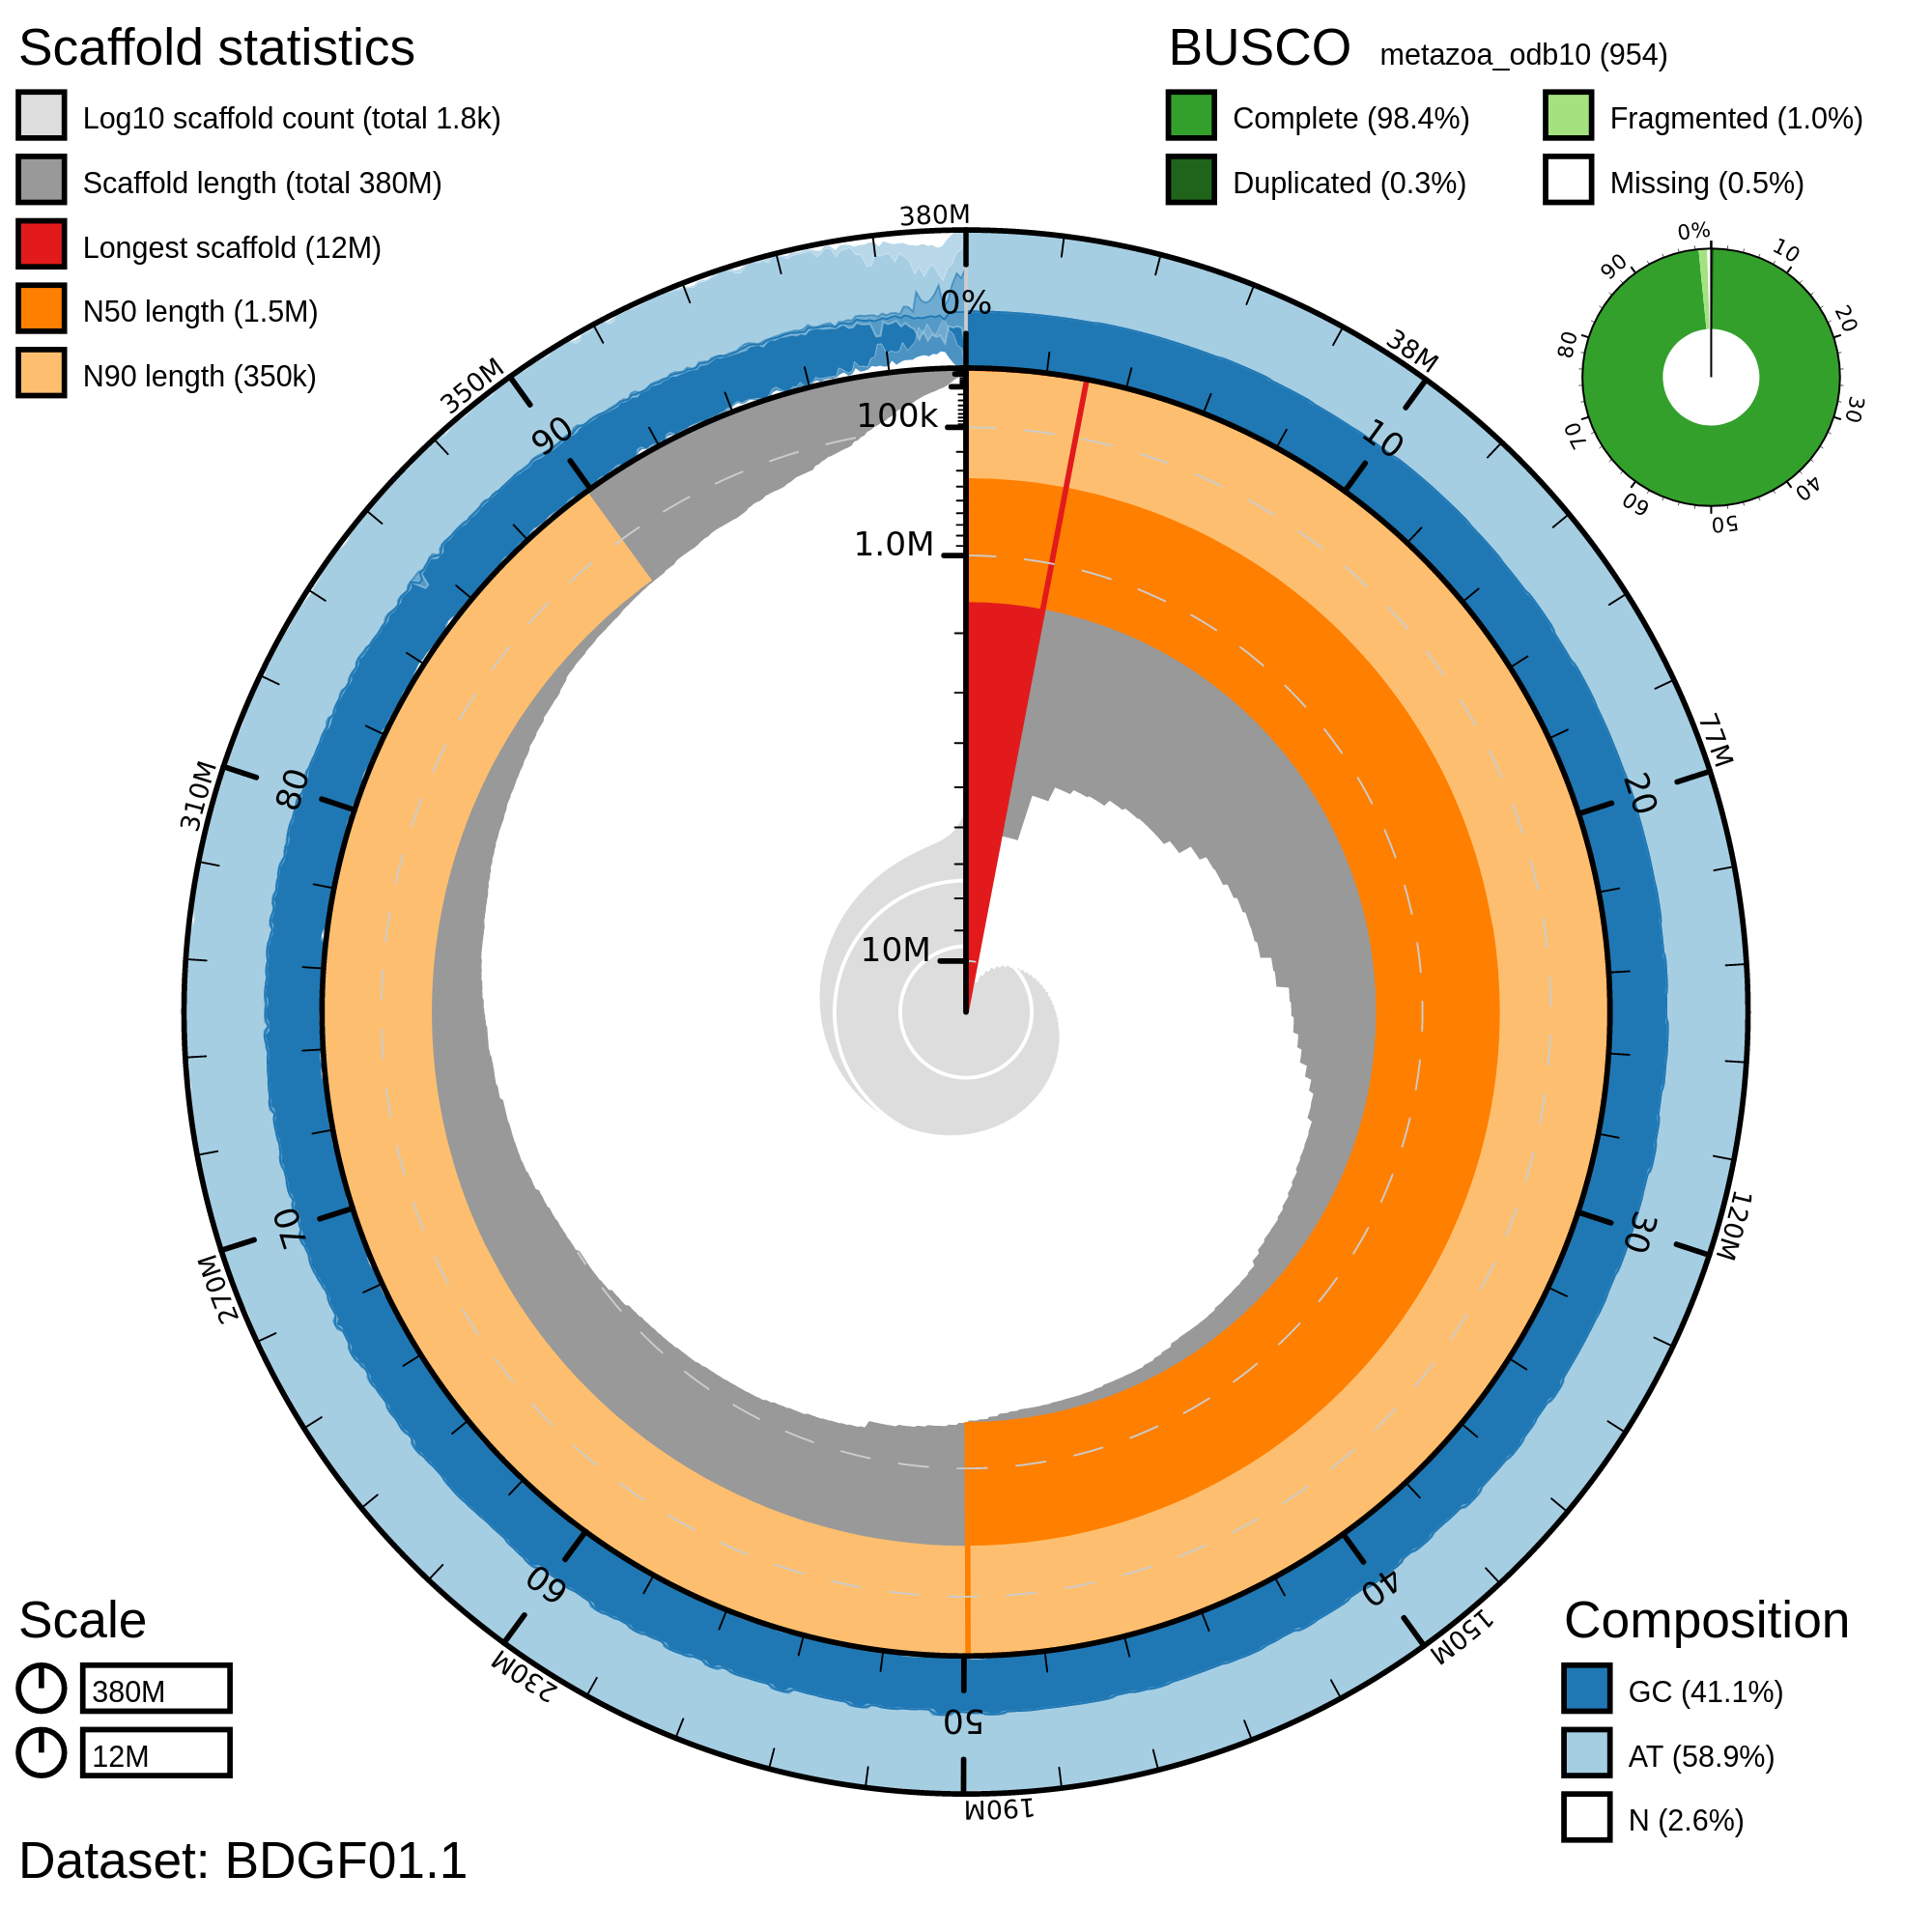 Scaffold statistics
Log10 scaffold count (total 1.8k)
Scaffold length (total 380M)
Longest scaffold (12M)
N50 length (1.5M)
N90 length (350k)
BUSCO metazoa_odb10 (954)
Complete (98.4%)
Fragmented (1.0%)
Duplicated (0.3%)
Missing (0.5%)
0%
10
20
30
40
50
60
70
80
90
380M
38M
77M
120M
150M
190M
230M
270M
310M
350M
0%
10
20
30
40
50
60
70
80
90
100k
1.0M
10M
Scale
380M
12M
Composition
GC (41.1%)
AT (58.9%)
N (2.6%)
Dataset: BDGF01.1